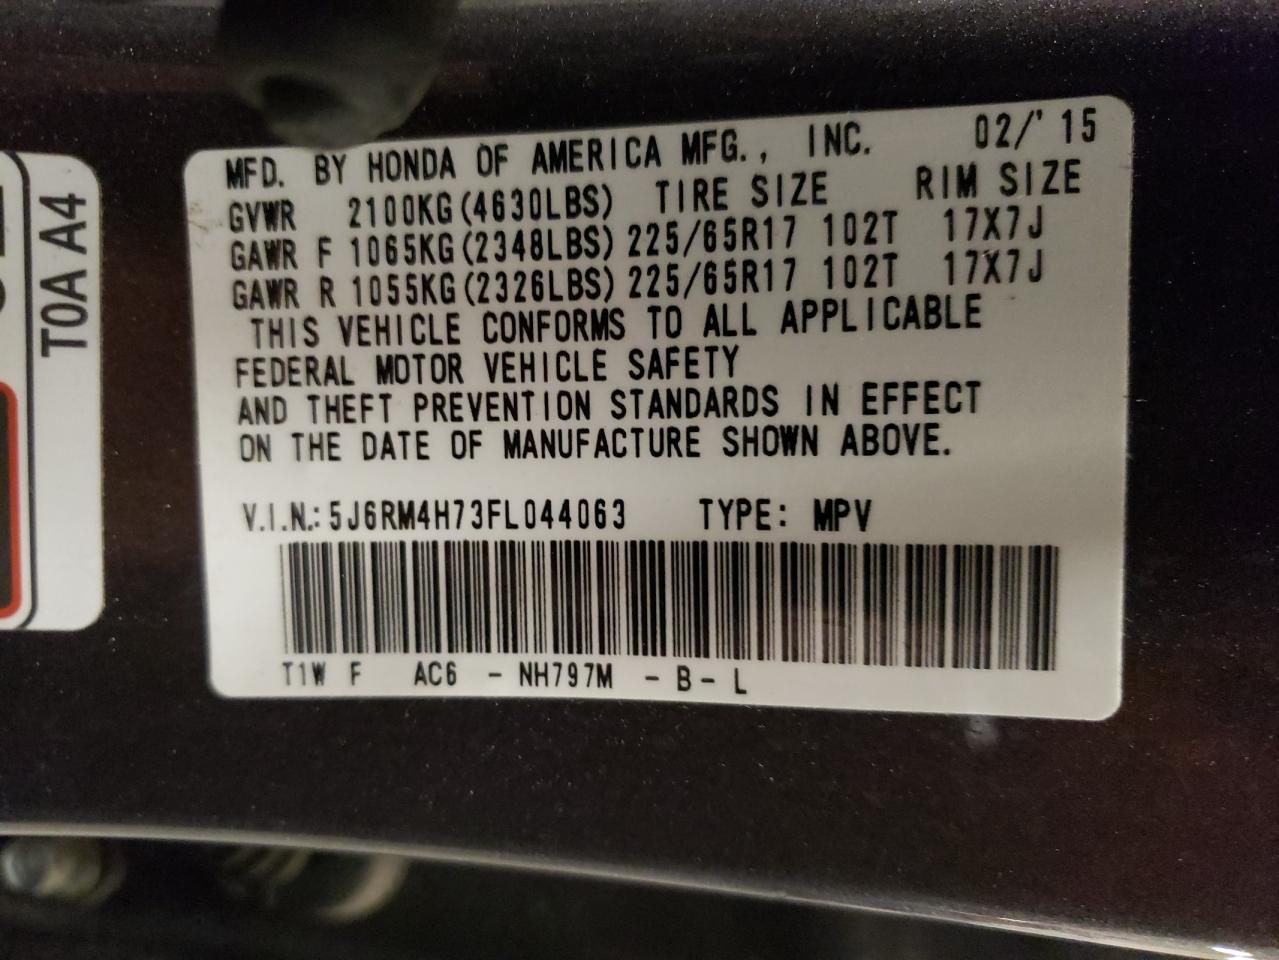 MFD. BY HONDA OF AMERICA MFG., INC. 02/'15
GVWR 2100KG(4630LBS) TIRE SIZE RIM SIZE
GAWR F 1065KG(2348LBS) 225/65R17 102T 17X7J
GAWR R 1055KG(2326LBS) 225/65R17 102T 17X7J
THIS VEHICLE CONFORMS TO ALL APPLICABLE
FEDERAL MOTOR VEHICLE SAFETY
AND THEFT PREVENTION STANDARDS IN EFFECT
ON THE DATE OF MANUFACTURE SHOWN ABOVE.
V.I.N.: 5J6RM4H73FL044063 TYPE: MPV
T1W F AC6 - NH797M - B - L
T0A A4